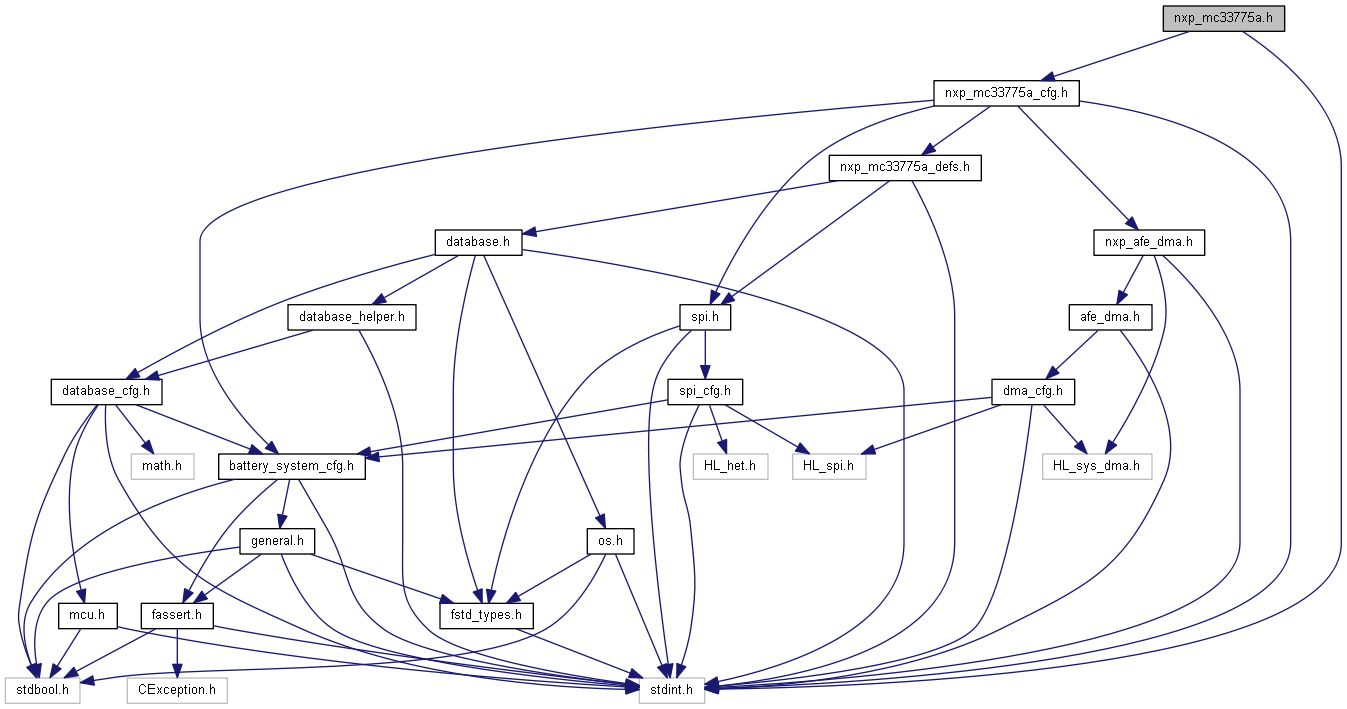 nxp_mc33775a.h
nxp_mc33775a_cfg.h
nxp_mc33775a_defs.h
database.h
nxp_afe_dma.h
database_helper.h
spi.h
afe_dma.h
database_cfg.h
spi_cfg.h
dma_cfg.h
math.h
battery_system_cfg.h
HL_het.h
HL_spi.h
HL_sys_dma.h
general.h
os.h
mcu.h
fassert.h
fstd_types.h
stdbool.h
CException.h
stdint.h